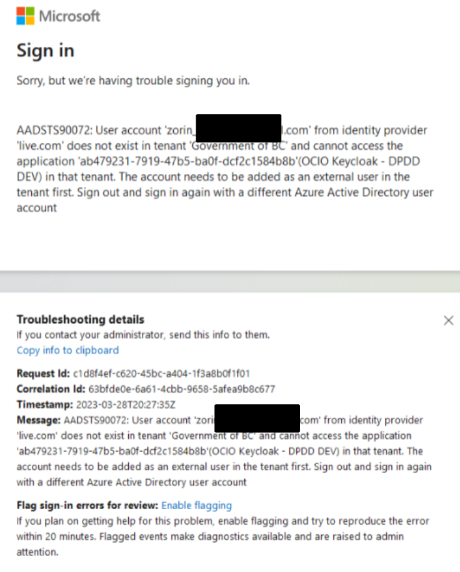 Microsoft
Sign in
Sorry, but we're having trouble signing you in.
AADSTS90072: User account 'zorin_ l.com' from identity provider
'live.com' does not exist in tenant 'Government of BC' and cannot access the
application 'ab479231-7919-47b5-ba0f-dcf2c1584b8b'(OCIO Keycloak - DPDD
DEV) in that tenant. The account needs to be added as an external user in the
tenant first. Sign out and sign in again with a different Azure Active Directory user
account
Troubleshooting details
If you contact your administrator, send this info to them.
Copy info to clipboard
Request Id: c1d8f4ef-c620-45bc-a404-1f3a8b0f1f01
Correlation Id: 63bfde0e-6a61-4cbb-9658-5afea9b8c677
Timestamp: 2023-03-28T20:27:35Z
Message: AADSTS90072: User account 'zori com' from identity provider
'live.com' does not exist in tenant 'Government of BC' and cannot access the application
'ab479231-7919-47b5-ba0f-dcf2c1584b8b'(OCIO Keycloak - DPDD DEV) in that tenant. The
account needs to be added as an external user in the tenant first. Sign out and sign in again
with a different Azure Active Directory user account
Flag sign-in errors for review: Enable flagging
If you plan on getting help for this problem, enable flagging and try to reproduce the error
within 20 minutes. Flagged events make diagnostics available and are raised to admin
attention.